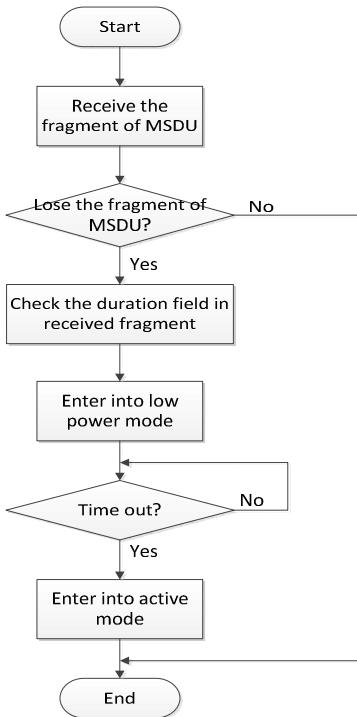 Start
Receive the
fragment of MSDU
Lose the fragment of
MSDU?
No
Yes
Check the duration field in
received fragment
Enter into low
power mode
Time out?
No
Yes
Enter into active
mode
End